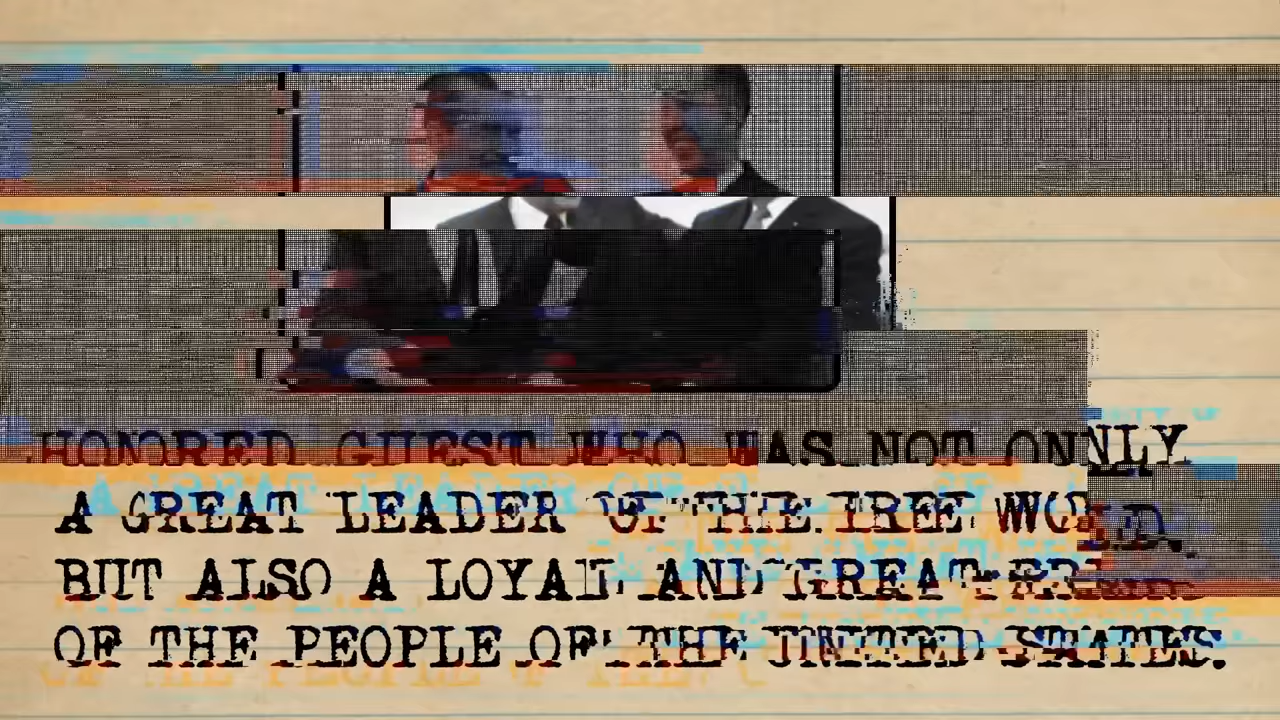 HONORED GUEST WHO WAS NOT ONLY
A GREAT LEADER OF THE FREE WORLD,
BUT ALSO A LOYAL AND GREAT
OF THE PEOPLE OF THE UNITED STATES.